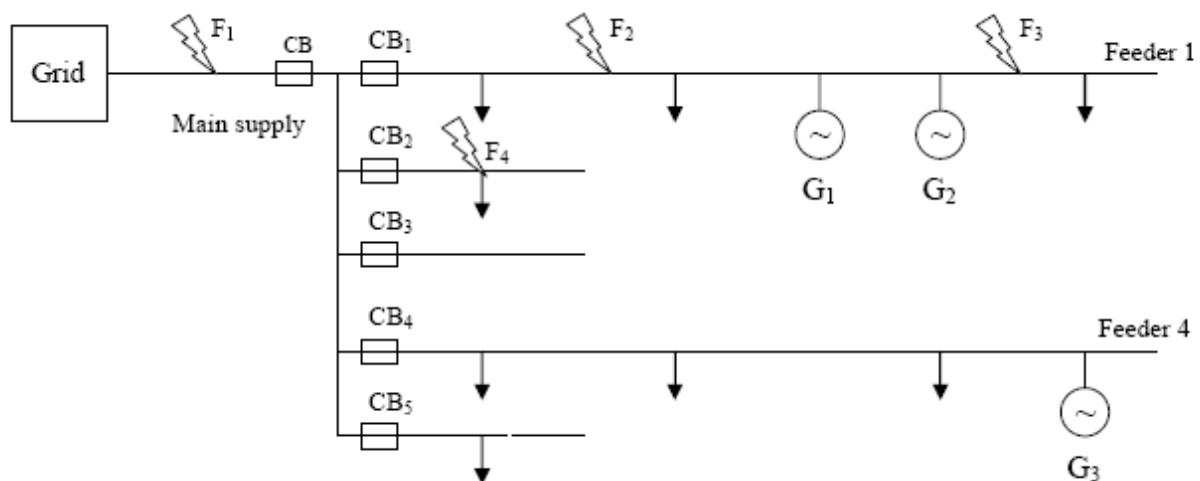 F₁
F₂
F₃
CB
CB₁
Feeder 1
Grid
Main supply
CB₂
F₄
G₁
G₂
CB₃
CB₄
Feeder 4
CB₅
G₃